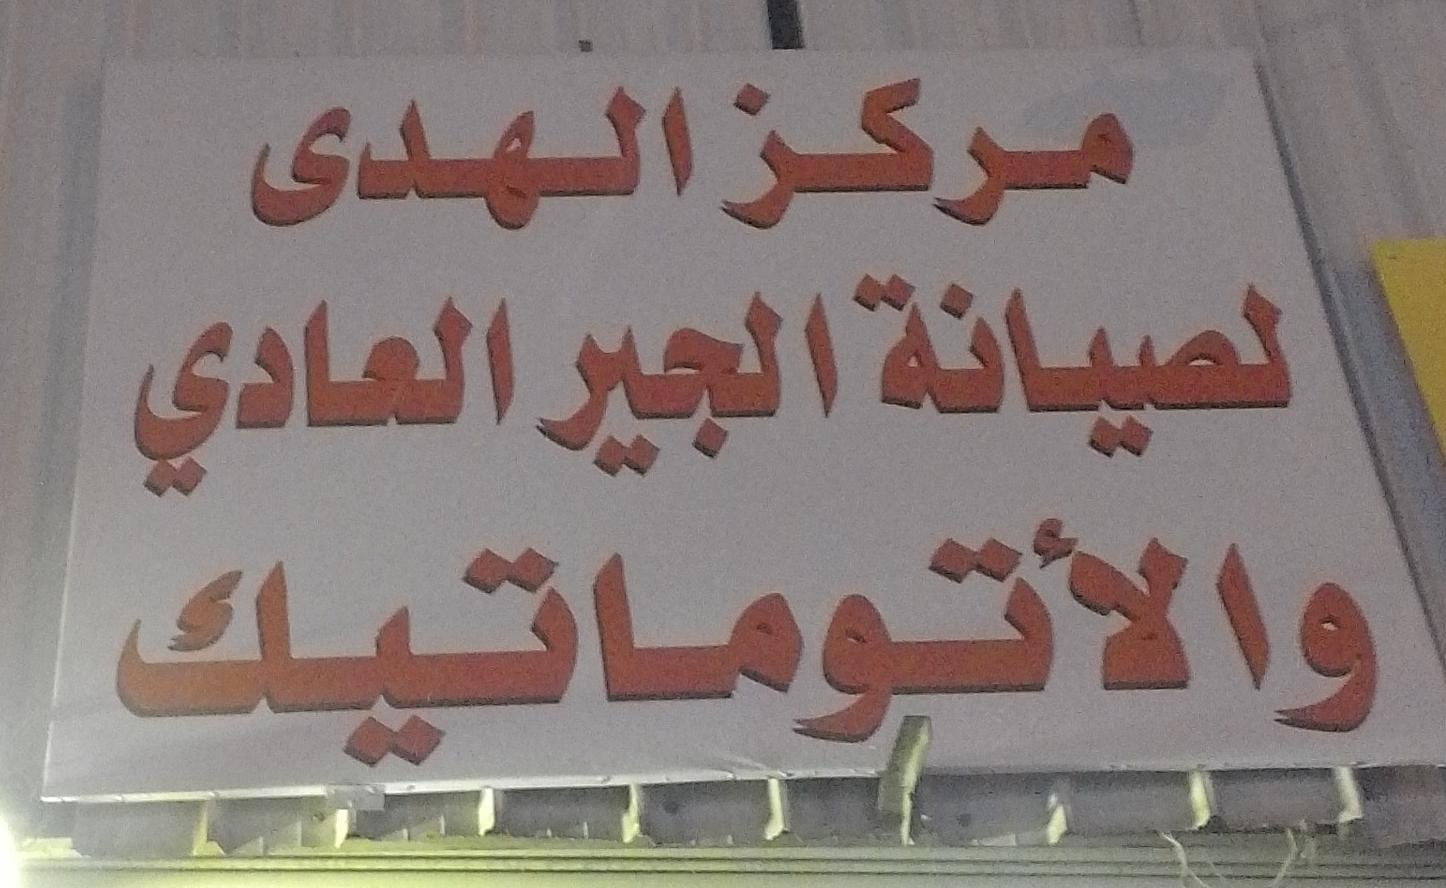 مركز الهدى
لصيانة الجير العادي
والأتوماتيك